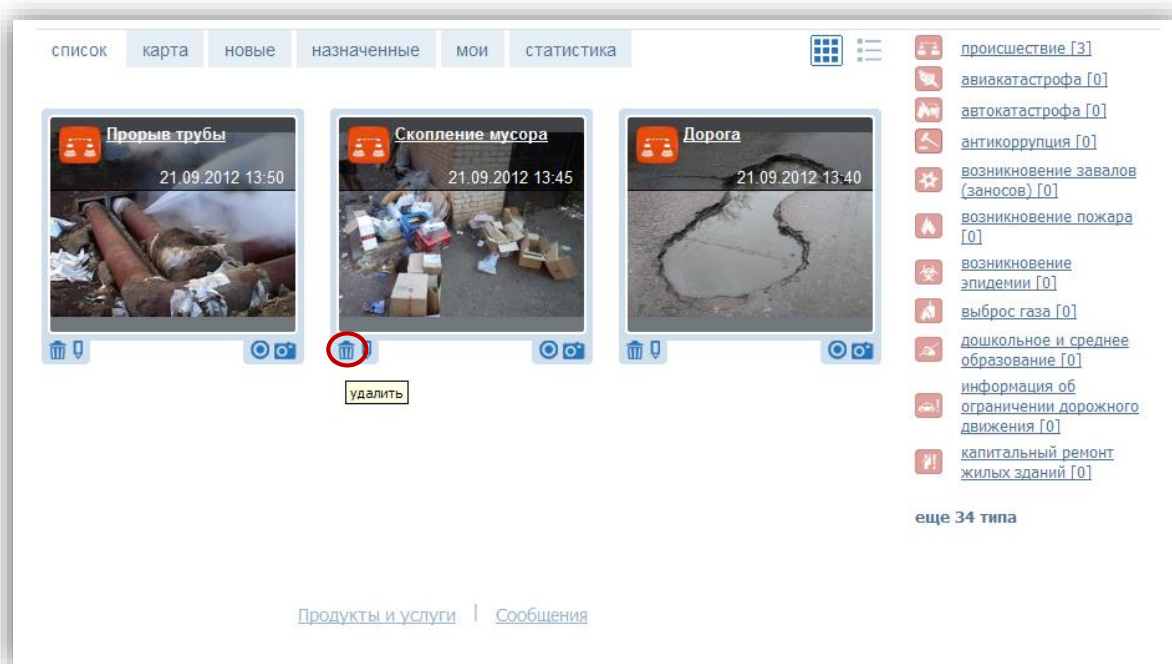 список карта новые назначенные мои статистика
Прорыв трубы
21.09.2012 13:50
Скопление мусора
21.09.2012 13:45
Дорога
21.09.2012 13:40
удалить
происшествие [3]
авиакатастрофа [0]
автокатастрофа [0]
антикоррупция [0]
возникновение завалов
(заносов) [0]
возникновение пожара
[0]
возникновение
эпидемии [0]
выброс газа [0]
дошкольное и среднее
образование [0]
информация об
ограничении дорожного
движения [0]
капитальный ремонт
жилых зданий [0]
еще 34 типа
Продукты и услуги | Сообщения